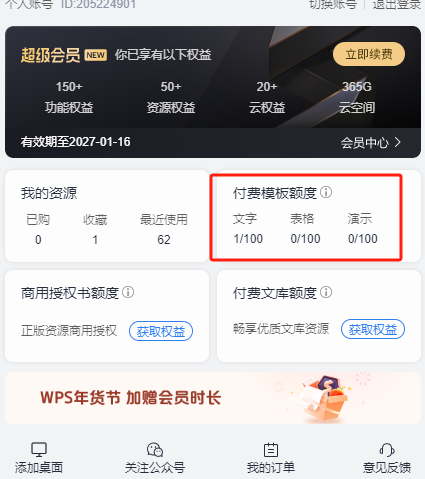 个人账号 ID:205224901 切换账号 | 退出登录
超级会员 NEW 你已享有以下权益 立即续费
150+ 50+ 20+ 365G
功能权益 资源权益 云权益 云空间
有效期至2027-01-16 会员中心 >
我的资源
已购 收藏 最近使用
0 1 62
付费模板额度
文字 表格 演示
1/100 0/100 0/100
商用授权书额度
正版资源商用授权 获取权益
付费文库额度
畅享优质文库资源 获取权益
WPS年货节 加赠会员时长
添加桌面 关注公众号 我的订单 意见反馈